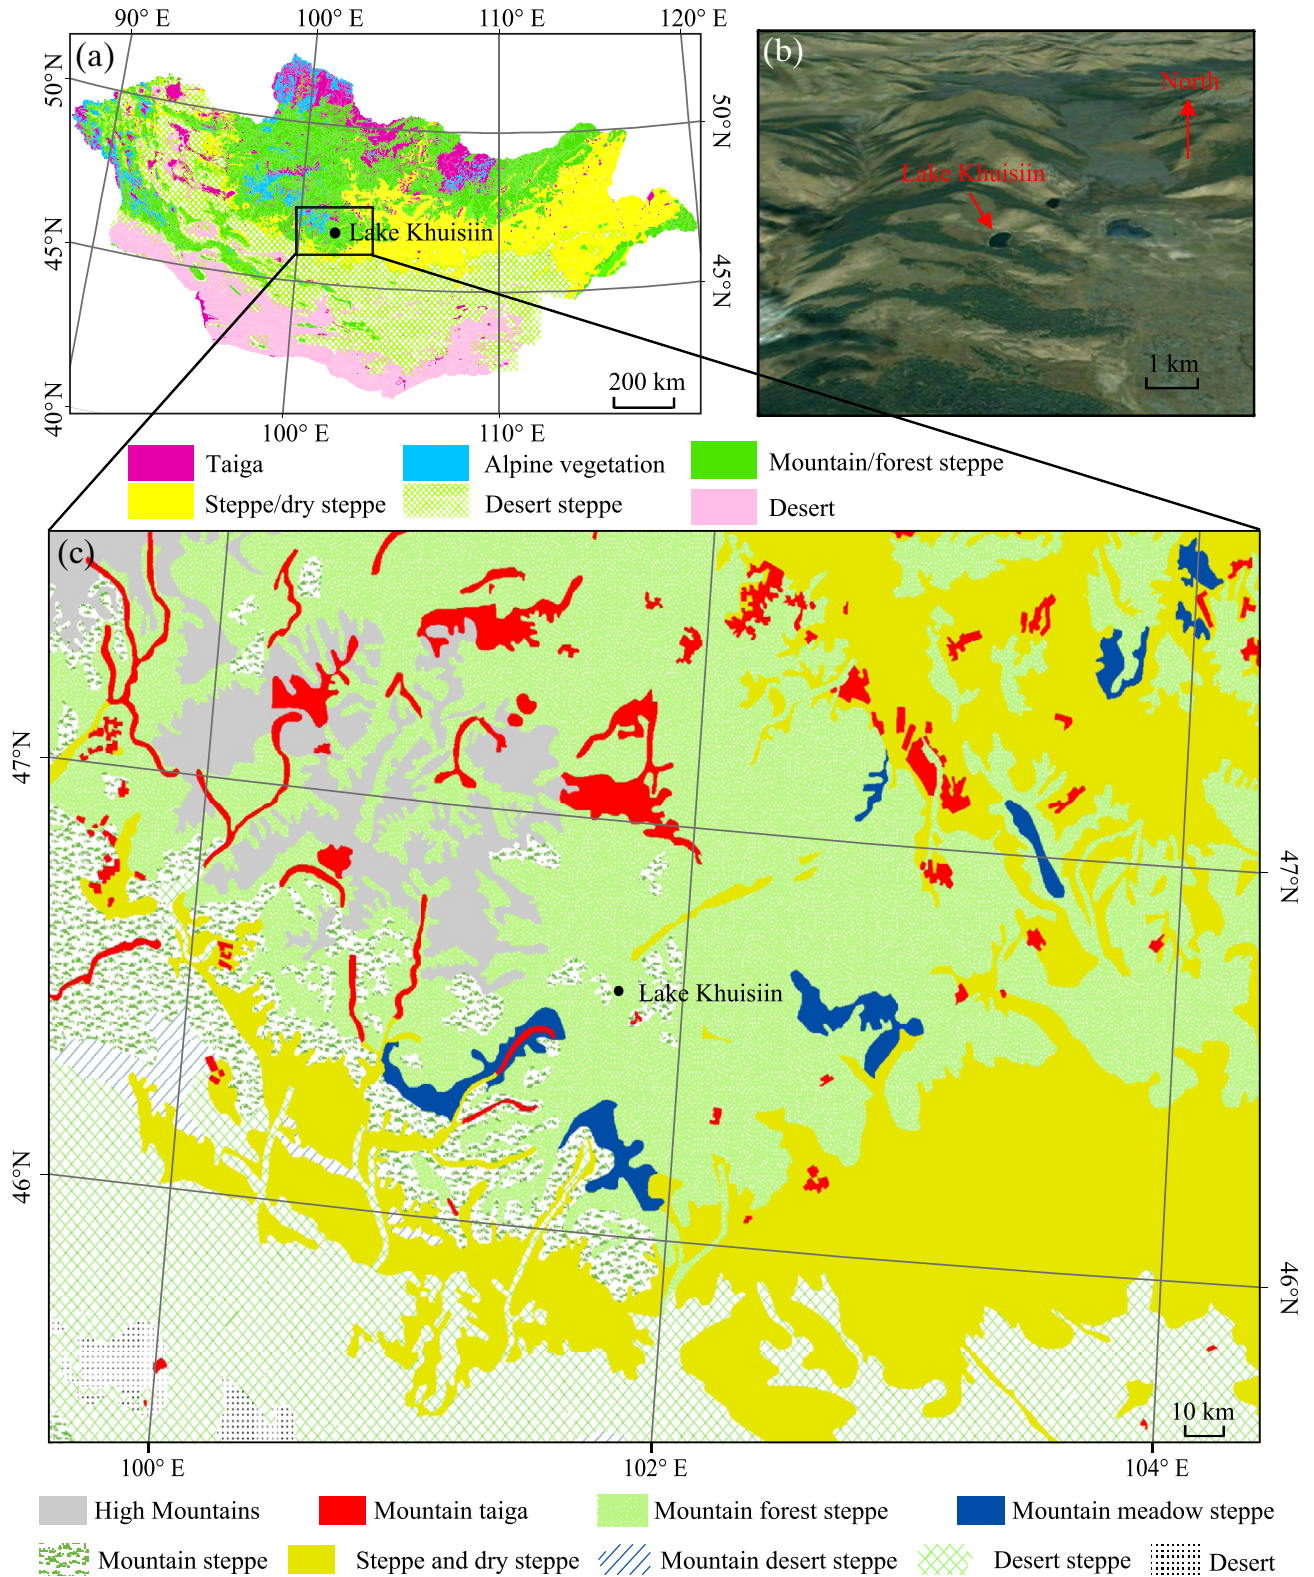 90° E 100° E 110° E 120° E
(a)
50°N
50°N
45°N
45°N
40°N
Lake Khuisiin
200 km
100° E 110° E
(b)
North
Lake Khuisiin
1 km
Taiga Alpine vegetation Mountain/forest steppe
Steppe/dry steppe Desert steppe Desert
(c)
47°N
47°N
Lake Khuisiin
46°N
46°N
10 km
100° E 102° E 104° E
High Mountains Mountain taiga Mountain forest steppe Mountain meadow steppe
Mountain steppe Steppe and dry steppe Mountain desert steppe Desert steppe Desert